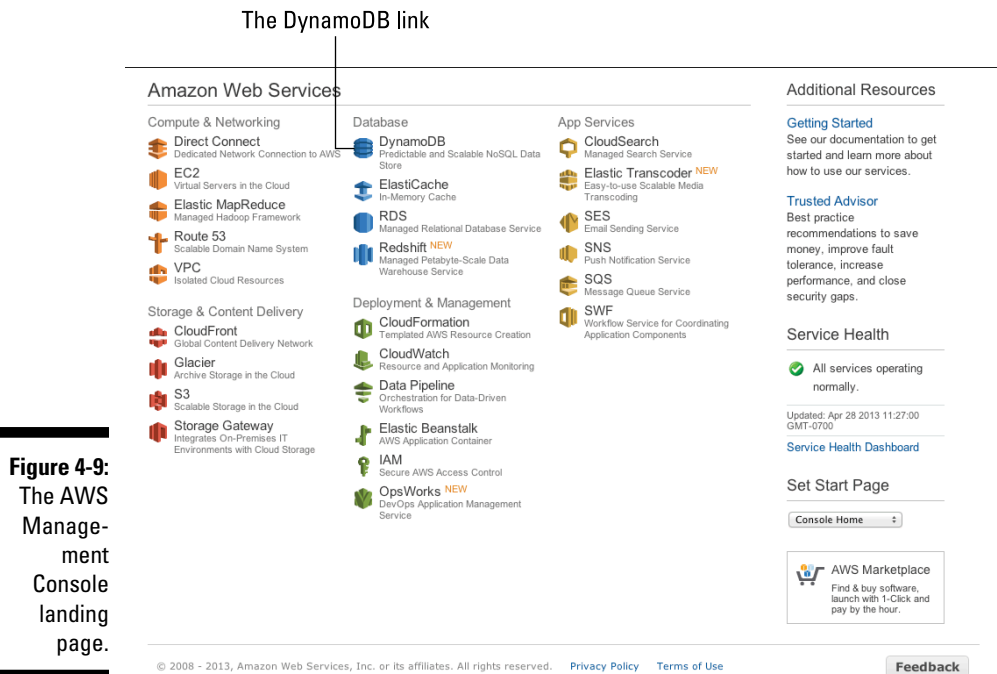 The DynamoDB link
Amazon Web Services
Compute & Networking
Direct Connect
Dedicated Network Connection to AWS
EC2
Virtual Servers in the Cloud
Elastic MapReduce
Managed Hadoop Framework
Route 53
Scalable Domain Name System
VPC
Isolated Cloud Resources
Storage & Content Delivery
CloudFront
Global Content Delivery Network
Glacier
Archive Storage in the Cloud
S3
Scalable Storage in the Cloud
Storage Gateway
Integrates On-Premises IT
Environments with Cloud Storage
Database
DynamoDB
Predictable and Scalable NoSQL Data
Store
ElastiCache
In-Memory Cache
RDS
Managed Relational Database Service
Redshift NEW
Managed Petabyte-Scale Data
Warehouse Service
Deployment & Management
CloudFormation
Templated AWS Resource Creation
CloudWatch
Resource and Application Monitoring
Data Pipeline
Orchestration for Data-Driven
Workflows
Elastic Beanstalk
AWS Application Container
IAM
Secure AWS Access Control
OpsWorks NEW
DevOps Application Management
Service
App Services
CloudSearch
Managed Search Service
Elastic Transcoder NEW
Easy-to-use Scalable Media
Transcoding
SES
Email Sending Service
SNS
Push Notification Service
SQS
Message Queue Service
SWF
Workflow Service for Coordinating
Application Components
Additional Resources
Getting Started
See our documentation to get
started and learn more about
how to use our services.
Trusted Advisor
Best practice
recommendations to save
money, improve fault
tolerance, increase
performance, and close
security gaps.
Service Health
All services operating
normally.
Updated: Apr 28 2013 11:27:00
GMT-0700
Service Health Dashboard
Set Start Page
Console Home
AWS Marketplace
Find & buy software,
launch with 1-Click and
pay by the hour.
© 2008 - 2013, Amazon Web Services, Inc. or its affiliates. All rights reserved. Privacy Policy Terms of Use
Feedback
Figure 4-9:
The AWS
Manage-
ment
Console
landing
page.